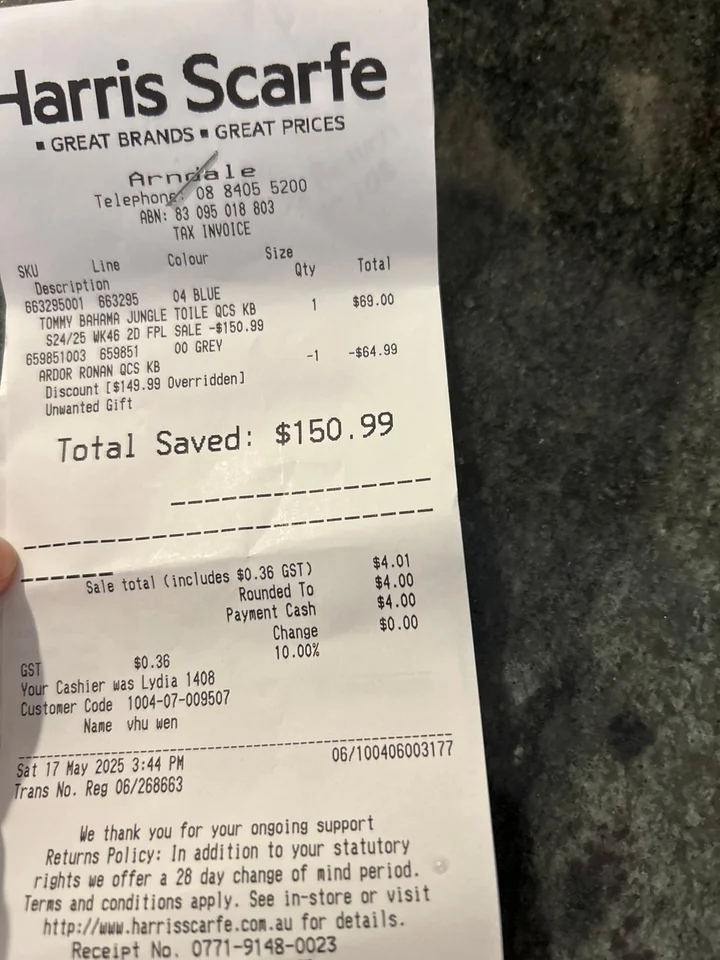 Harris Scarfe
▪ GREAT BRANDS ▪ GREAT PRICES
Arndale
Telephone: 08 8405 5200
ABN: 83 095 018 803
TAX INVOICE
SKU Line Colour Size
Description Qty Total
663295001 663295 04 BLUE
TOMMY BAHAMA JUNGLE TOILE QCS KB 1 $69.00
S24/25 WK46 2D FPL SALE -$150.99
659851003 659851 00 GREY
ARDOR RONAN QCS KB -1 -$64.99
Discount [$149.99 Overridden]
Unwanted Gift
Total Saved: $150.99
Sale total (includes $0.36 GST) $4.01
Rounded To $4.00
Payment Cash $4.00
Change $0.00
GST $0.36 10.00%
Your Cashier was Lydia 1408
Customer Code 1004-07-009507
Name vhu wen
Sat 17 May 2025 3:44 PM 06/100406003177
Trans No. Reg 06/268663
We thank you for your ongoing support
Returns Policy: In addition to your statutory
rights we offer a 28 day change of mind period.
Terms and conditions apply. See in-store or visit
http://www.harrisscarfe.com.au for details.
Receipt No. 0771-9148-0023